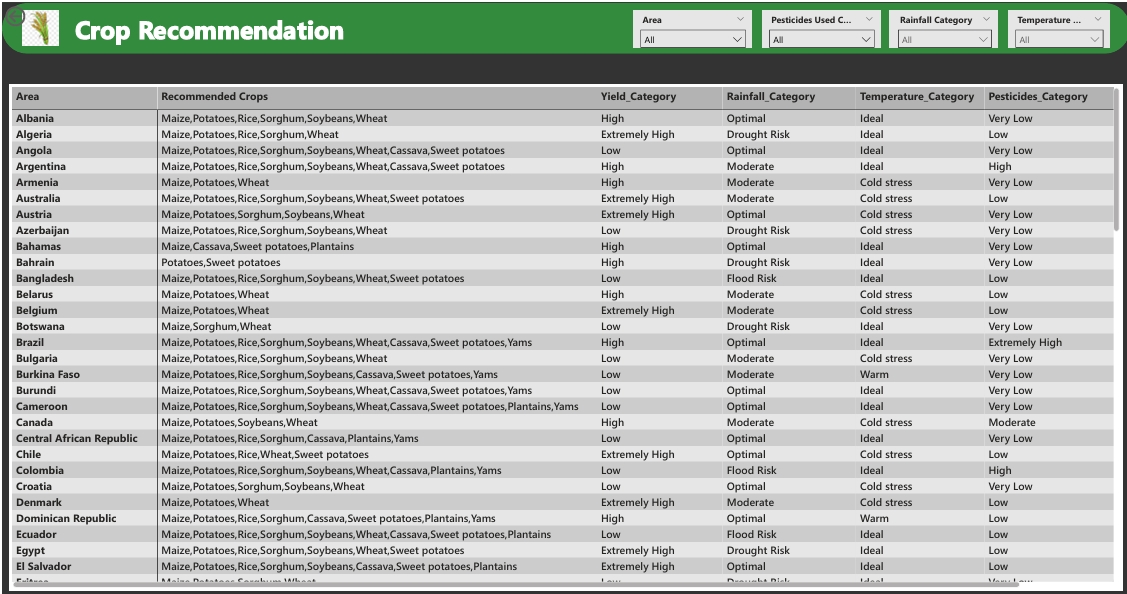 Crop Recommendation
Area
All
Pesticides Used C...
All
Rainfall Category
All
Temperature ...
All
Area Recommended Crops Yield_Category Rainfall_Category Temperature_Category Pesticides_Category
Albania Maize,Potatoes,Rice,Sorghum,Soybeans,Wheat High Optimal Ideal Very Low
Algeria Maize,Potatoes,Rice,Sorghum,Wheat Extremely High Drought Risk Ideal Low
Angola Maize,Potatoes,Rice,Sorghum,Soybeans,Wheat,Cassava,Sweet potatoes Low Optimal Ideal Very Low
Argentina Maize,Potatoes,Rice,Sorghum,Soybeans,Wheat,Cassava,Sweet potatoes High Moderate Ideal High
Armenia Maize,Potatoes,Wheat High Moderate Cold stress Very Low
Australia Maize,Potatoes,Rice,Sorghum,Soybeans,Wheat,Sweet potatoes Extremely High Moderate Cold stress Low
Austria Maize,Potatoes,Sorghum,Soybeans,Wheat Extremely High Optimal Cold stress Very Low
Azerbaijan Maize,Potatoes,Rice,Sorghum,Soybeans,Wheat Low Drought Risk Cold stress Very Low
Bahamas Maize,Cassava,Sweet potatoes,Plantains High Optimal Ideal Very Low
Bahrain Potatoes,Sweet potatoes High Drought Risk Ideal Very Low
Bangladesh Maize,Potatoes,Rice,Sorghum,Soybeans,Wheat,Sweet potatoes Low Flood Risk Ideal Low
Belarus Maize,Potatoes,Wheat High Moderate Cold stress Low
Belgium Maize,Potatoes,Wheat Extremely High Moderate Cold stress Low
Botswana Maize,Sorghum,Wheat Low Drought Risk Ideal Very Low
Brazil Maize,Potatoes,Rice,Sorghum,Soybeans,Wheat,Cassava,Sweet potatoes,Yams High Optimal Ideal Extremely High
Bulgaria Maize,Potatoes,Rice,Sorghum,Soybeans,Wheat Low Moderate Cold stress Very Low
Burkina Faso Maize,Potatoes,Rice,Sorghum,Soybeans,Cassava,Sweet potatoes,Yams Low Moderate Warm Very Low
Burundi Maize,Potatoes,Rice,Sorghum,Soybeans,Wheat,Cassava,Sweet potatoes,Yams Low Optimal Ideal Very Low
Cameroon Maize,Potatoes,Rice,Sorghum,Soybeans,Wheat,Cassava,Sweet potatoes,Plantains,Yams Low Optimal Ideal Very Low
Canada Maize,Potatoes,Soybeans,Wheat High Moderate Cold stress Moderate
Central African Republic Maize,Potatoes,Rice,Sorghum,Cassava,Plantains,Yams Low Optimal Ideal Very Low
Chile Maize,Potatoes,Rice,Wheat,Sweet potatoes Extremely High Optimal Cold stress Low
Colombia Maize,Potatoes,Rice,Sorghum,Soybeans,Wheat,Cassava,Plantains,Yams Low Flood Risk Ideal High
Croatia Maize,Potatoes,Sorghum,Soybeans,Wheat Low Optimal Cold stress Very Low
Denmark Maize,Potatoes,Wheat Extremely High Moderate Cold stress Low
Dominican Republic Maize,Potatoes,Rice,Sorghum,Cassava,Sweet potatoes,Plantains,Yams High Optimal Warm Low
Ecuador Maize,Potatoes,Rice,Sorghum,Soybeans,Wheat,Cassava,Sweet potatoes,Plantains Low Flood Risk Ideal Low
Egypt Maize,Potatoes,Rice,Sorghum,Soybeans,Wheat,Sweet potatoes Extremely High Drought Risk Ideal Low
El Salvador Maize,Potatoes,Rice,Sorghum,Soybeans,Cassava,Sweet potatoes,Plantains Extremely High Optimal Ideal Low
Eritrea Maize,Potatoes,Sorghum,Wheat Low Drought Risk Ideal Very Low